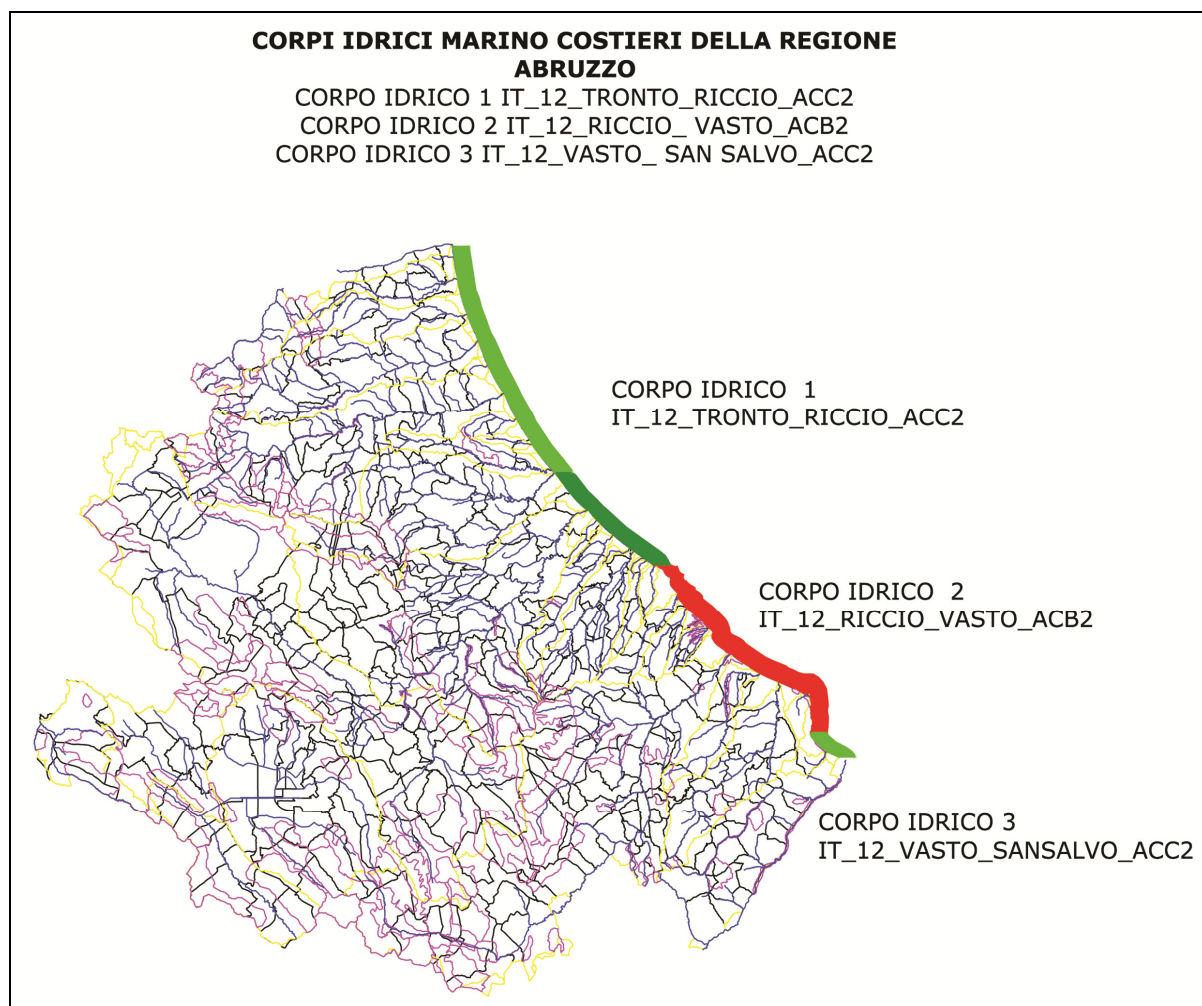 CORPI IDRICI MARINO COSTIERI DELLA REGIONE
ABRUZZO
CORPO IDRICO 1 IT_12_TRONTO_RICCIO_ACC2
CORPO IDRICO 2 IT_12_RICCIO_ VASTO_ACB2
CORPO IDRICO 3 IT_12_VASTO_ SAN SALVO_ACC2
CORPO IDRICO 1
IT_12_TRONTO_RICCIO_ACC2
CORPO IDRICO 2
IT_12_RICCIO_VASTO_ACB2
CORPO IDRICO 3
IT_12_VASTO_SANSALVO_ACC2